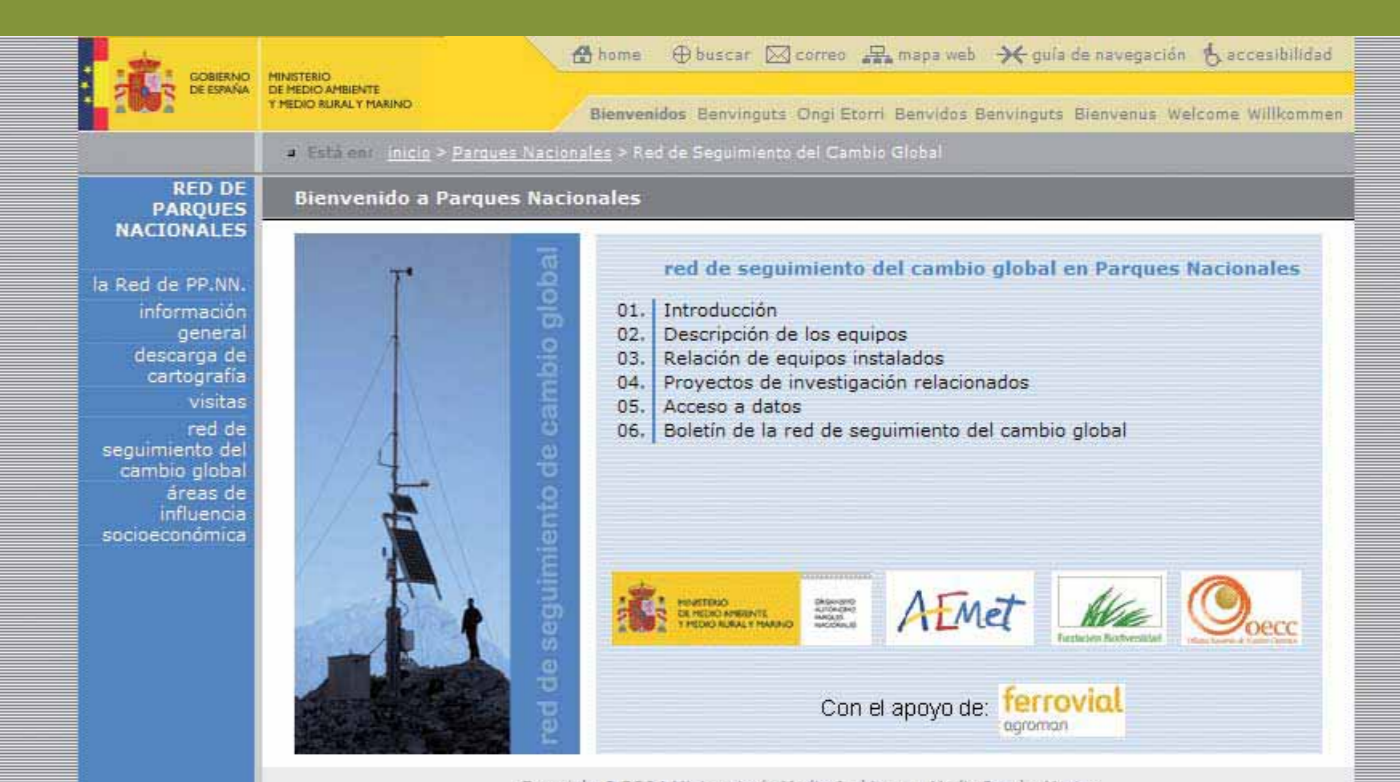 home buscar correo mapa web guía de navegación accesibilidad
GOBIERNO
DE ESPAÑA
MINISTERIO
DE MEDIO AMBIENTE
Y MEDIO RURAL Y MARINO
Bienvenidos Benvinguts Ongi Etorri Benvidos Benvinguts Bienvenus Welcome Willkommen
Está en: inicio > Parques Nacionales > Red de Seguimiento del Cambio Global
RED DE
PARQUES
NACIONALES
la Red de PP.NN.
información
general
descarga de
cartografía
visitas
red de
seguimiento del
cambio global
áreas de
influencia
socioeconómica
Bienvenido a Parques Nacionales
red de seguimiento de cambio global
red de seguimiento del cambio global en Parques Nacionales
01. Introducción
02. Descripción de los equipos
03. Relación de equipos instalados
04. Proyectos de investigación relacionados
05. Acceso a datos
06. Boletín de la red de seguimiento del cambio global
MINISTERIO
DE MEDIO AMBIENTE
Y MEDIO RURAL Y MARINO
ORGANISMO
AUTÓNOMO
PARQUES
NACIONALES
AEMet
Fundación Biodiversidad
oecc
Con el apoyo de:
ferrovial
agroman